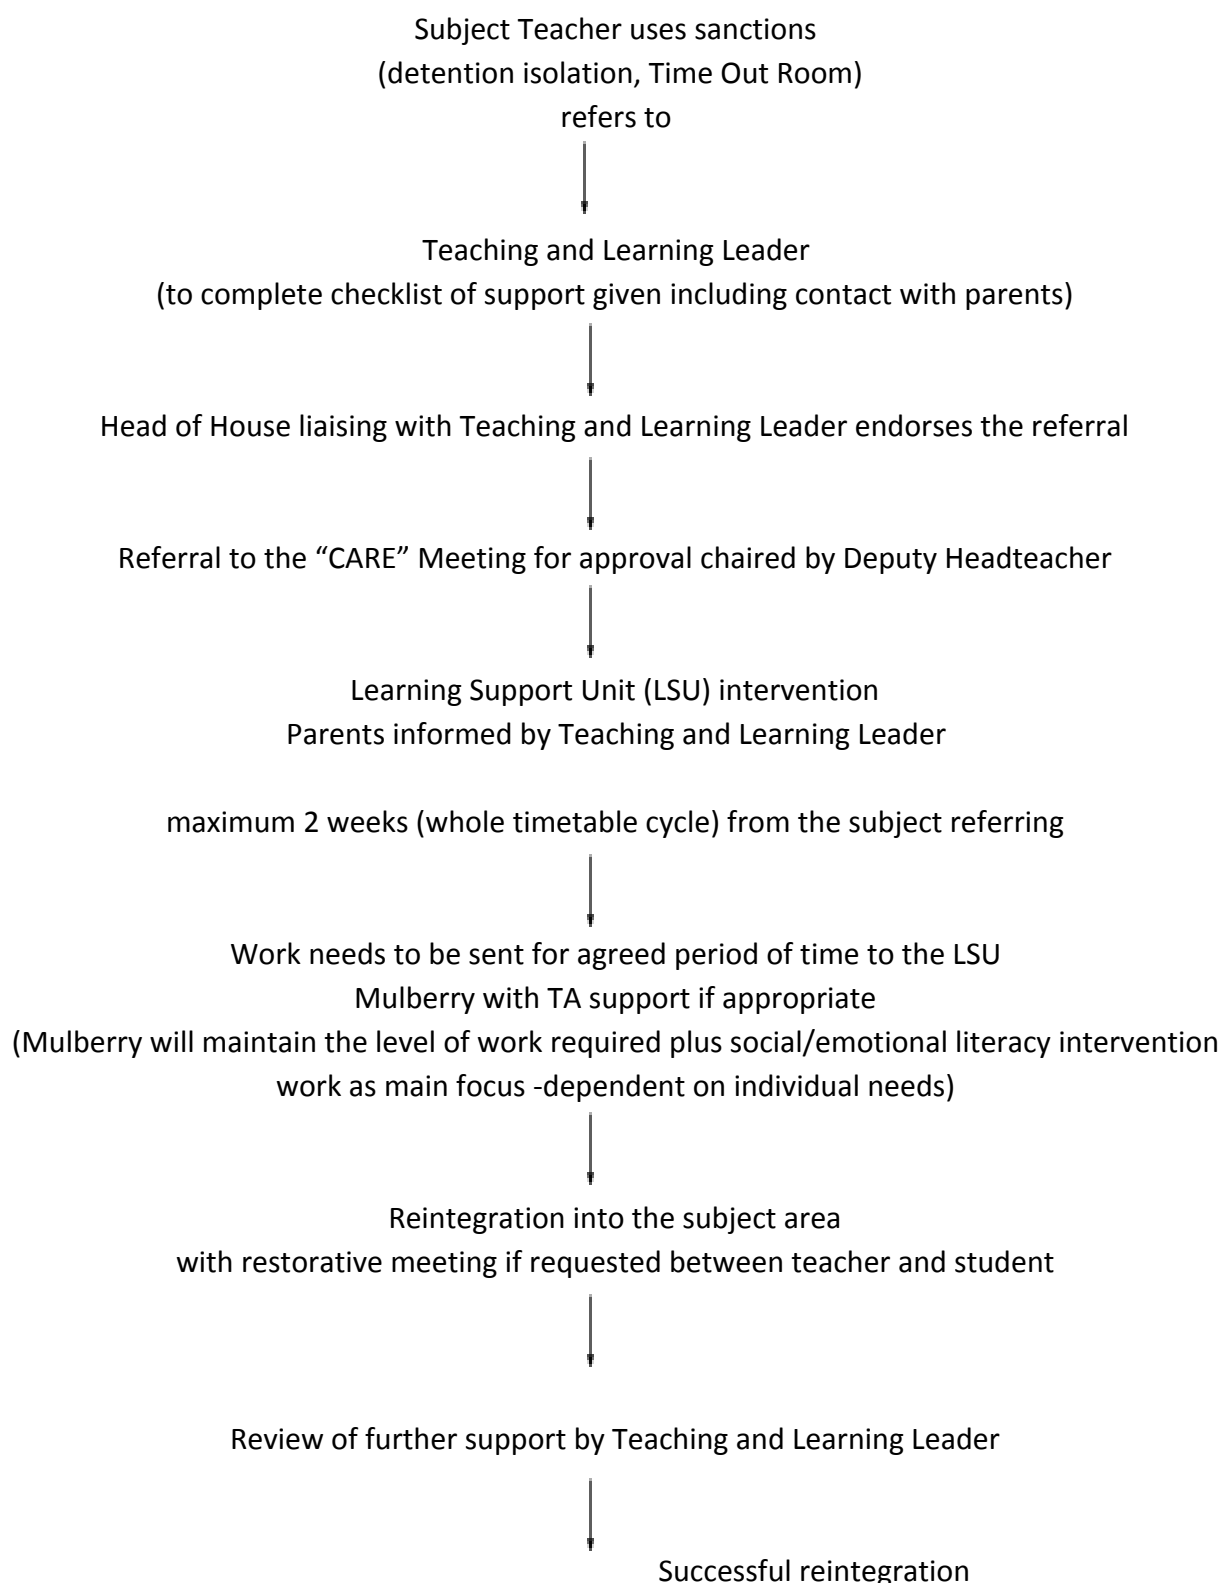 Subject Teacher uses sanctions
(detention isolation, Time Out Room)
refers to
Teaching and Learning Leader
(to complete checklist of support given including contact with parents)
Head of House liaising with Teaching and Learning Leader endorses the referral
Referral to the “CARE” Meeting for approval chaired by Deputy Headteacher
Learning Support Unit (LSU) intervention
Parents informed by Teaching and Learning Leader
maximum 2 weeks (whole timetable cycle) from the subject referring
Work needs to be sent for agreed period of time to the LSU
Mulberry with TA support if appropriate
(Mulberry will maintain the level of work required plus social/emotional literacy intervention
work as main focus -dependent on individual needs)
Reintegration into the subject area
with restorative meeting if requested between teacher and student
Review of further support by Teaching and Learning Leader
Successful reintegration